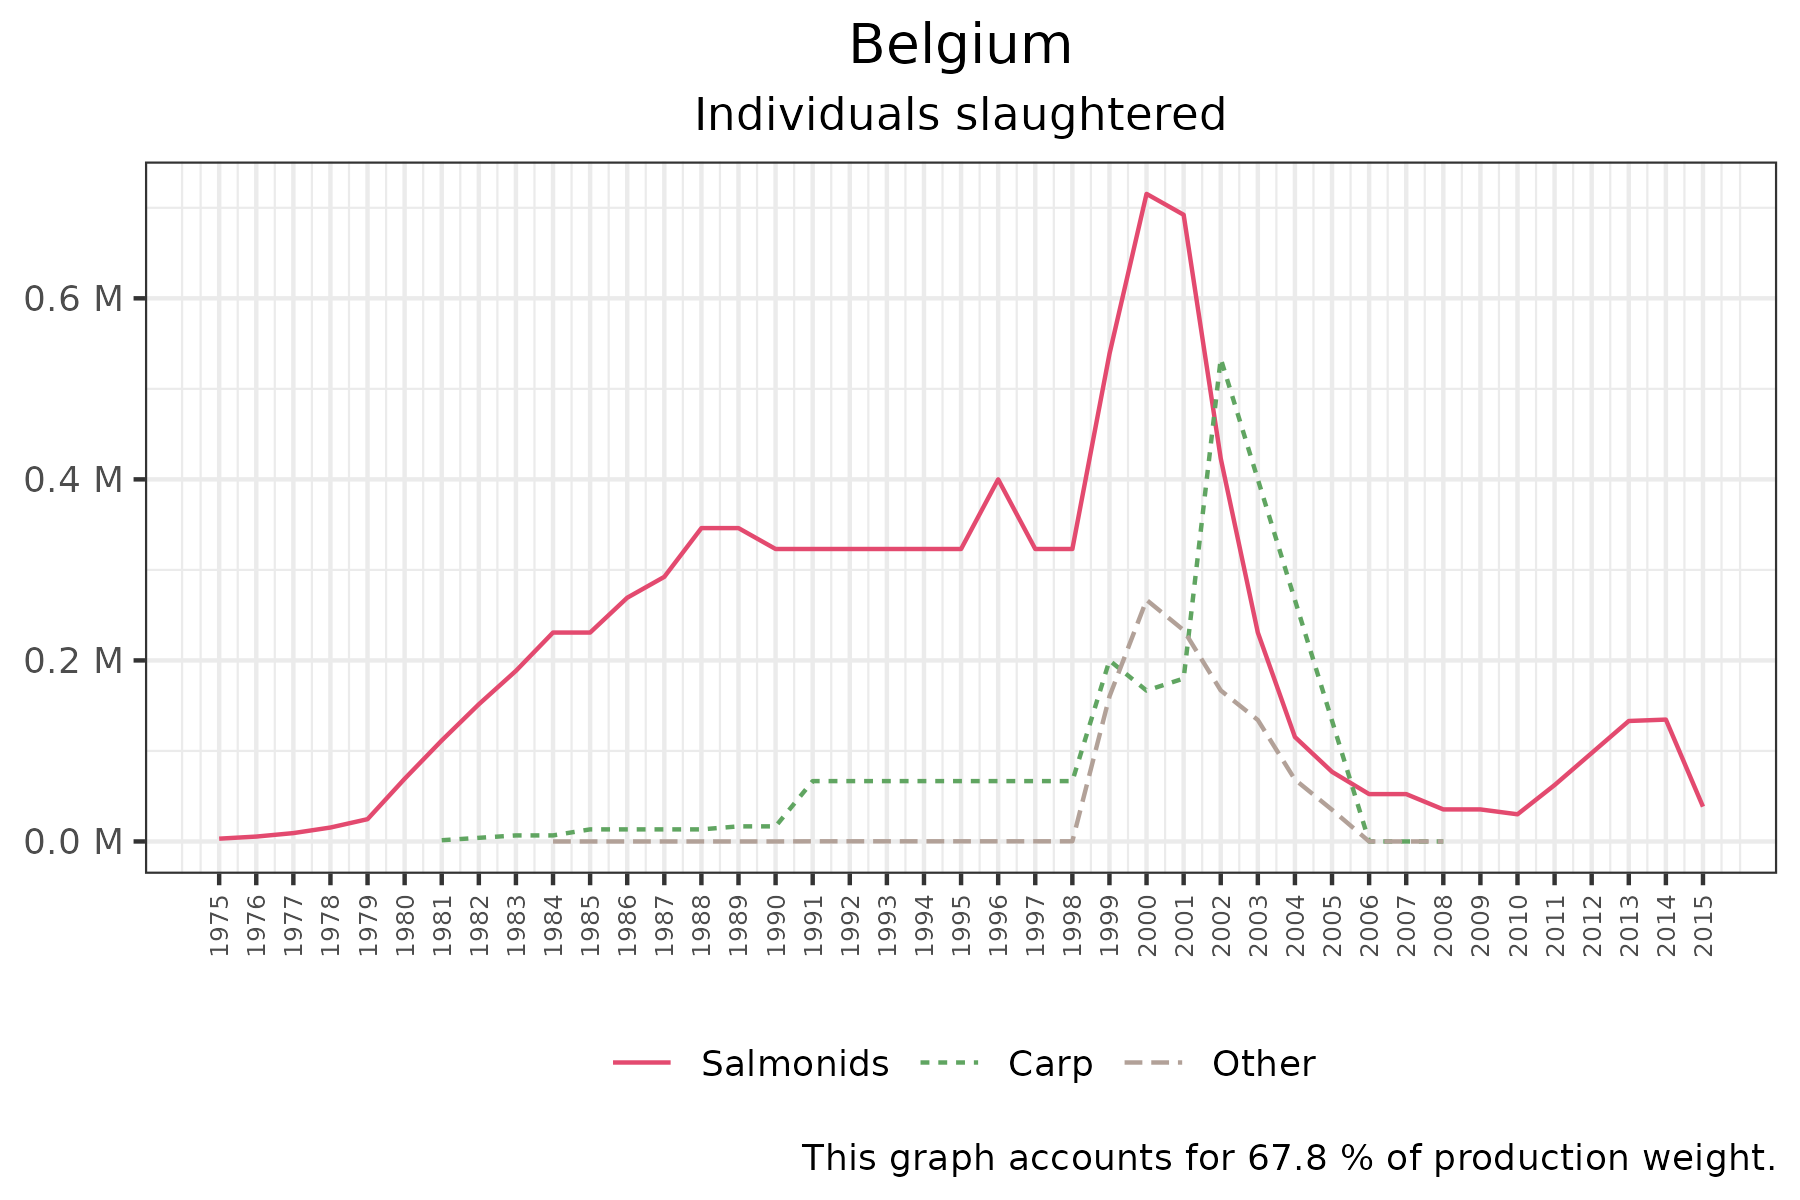 Belgium
Individuals slaughtered
0.6 M
0.4 M
0.2 M
0.0 M
1975 1976 1977 1978 1979 1980 1981 1982 1983 1984 1985 1986 1987 1988 1989 1990 1991 1992 1993 1994 1995 1996 1997 1998 1999 2000 2001 2002 2003 2004 2005 2006 2007 2008 2009 2010 2011 2012 2013 2014 2015
Salmonids Carp Other
This graph accounts for 67.8 % of production weight.